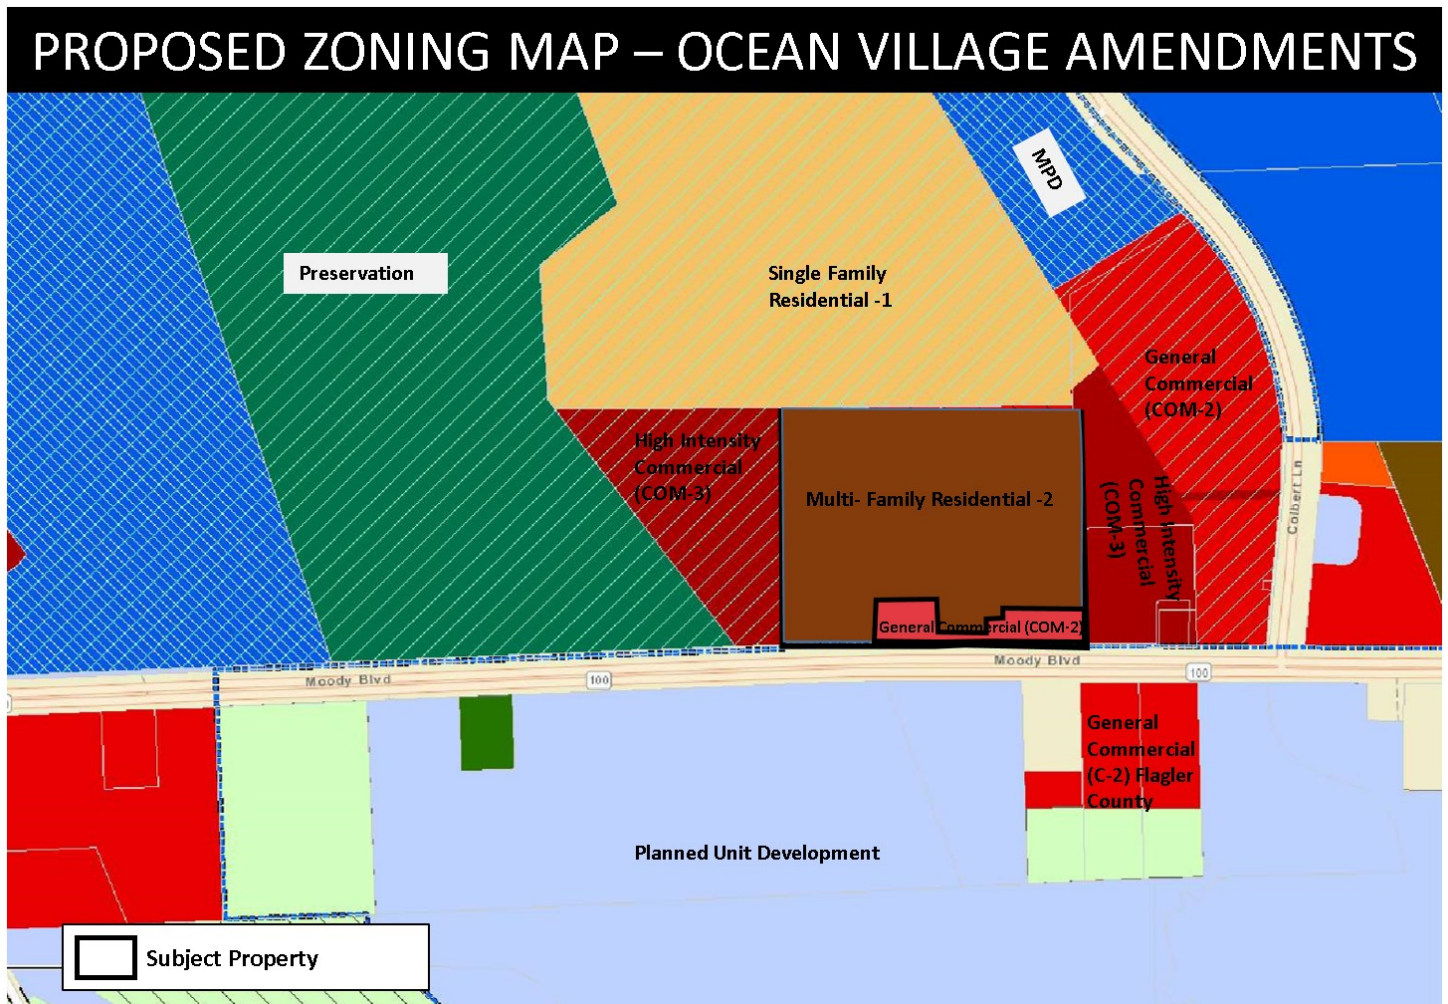 PROPOSED ZONING MAP – OCEAN VILLAGE AMENDMENTS
MPD
Preservation
Single Family
Residential -1
General
Commercial
(COM-2)
High Intensity
Commercial
(COM-3)
Multi- Family Residential -2
High Intensity
Commercial
(COM-3)
Colbert Ln
General Commercial (COM-2)
Moody Blvd
100
Moody Blvd
100
General
Commercial
(C-2) Flagler
County
Planned Unit Development
Subject Property